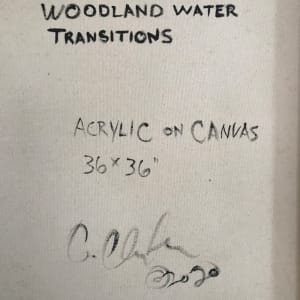 WOODLAND WATER
TRANSITIONS
ACRYLIC ON CANVAS
36 x 36"
2020